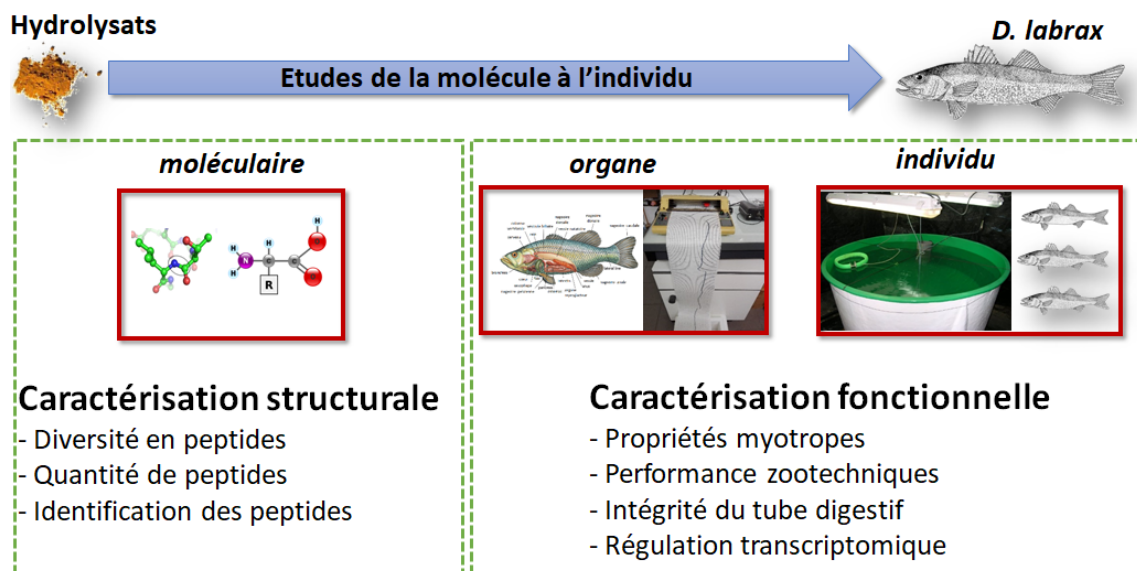 Hydrolysats
D. labrax
Etudes de la molécule à l'individu
moléculaire
organe
individu
H
H
N
H
H
C
R
C
Caractérisation structurale
- Diversité en peptides
- Quantité de peptides
- Identification des peptides
Caractérisation fonctionnelle
- Propriétés myotropes
- Performance zootechniques
- Intégrité du tube digestif
- Régulation transcriptomique